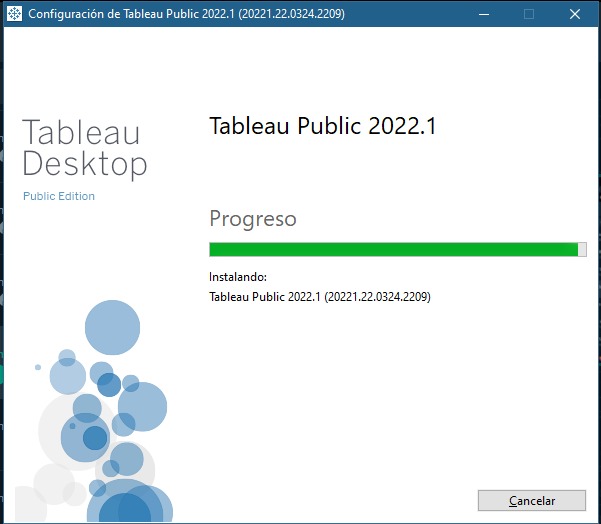 Configuración de Tableau Public 2022.1 (20221.22.0324.2209)
Tableau
Desktop
Public Edition
Tableau Public 2022.1
Progreso
Instalando:
Tableau Public 2022.1 (20221.22.0324.2209)
Cancelar